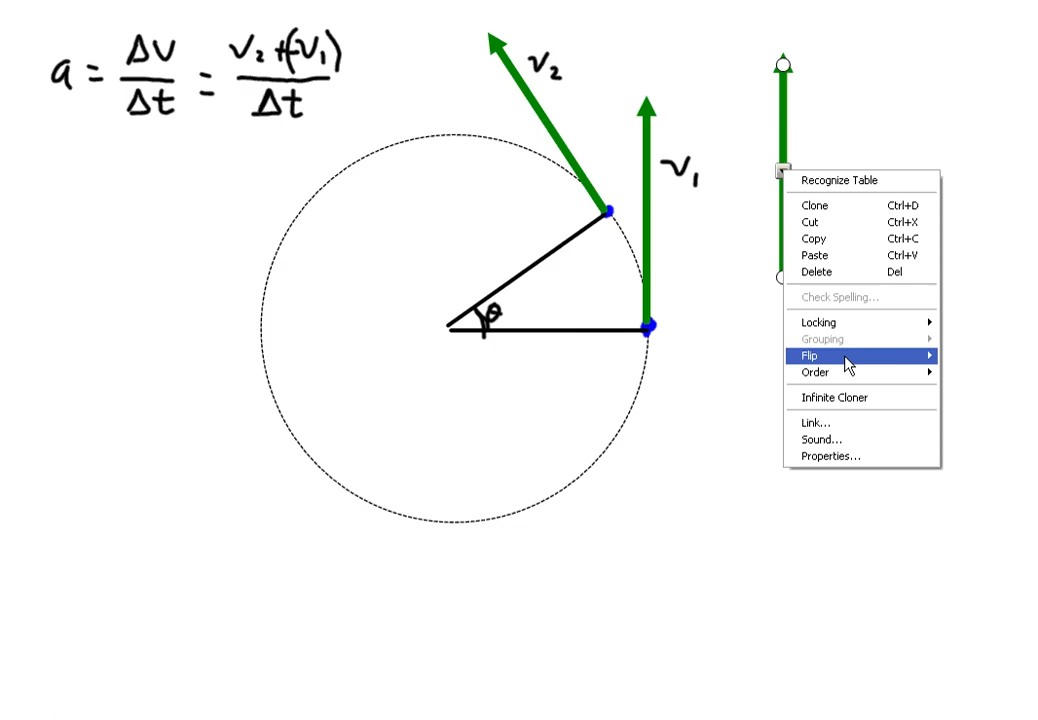 a = Δv/Δt = v₂+(-v₁)/Δt
v₂
v₁
θ
Recognize Table
Clone Ctrl+D
Cut Ctrl+X
Copy Ctrl+C
Paste Ctrl+V
Delete Del
Check Spelling...
Locking
Grouping
Flip
Order
Infinite Cloner
Link...
Sound...
Properties...